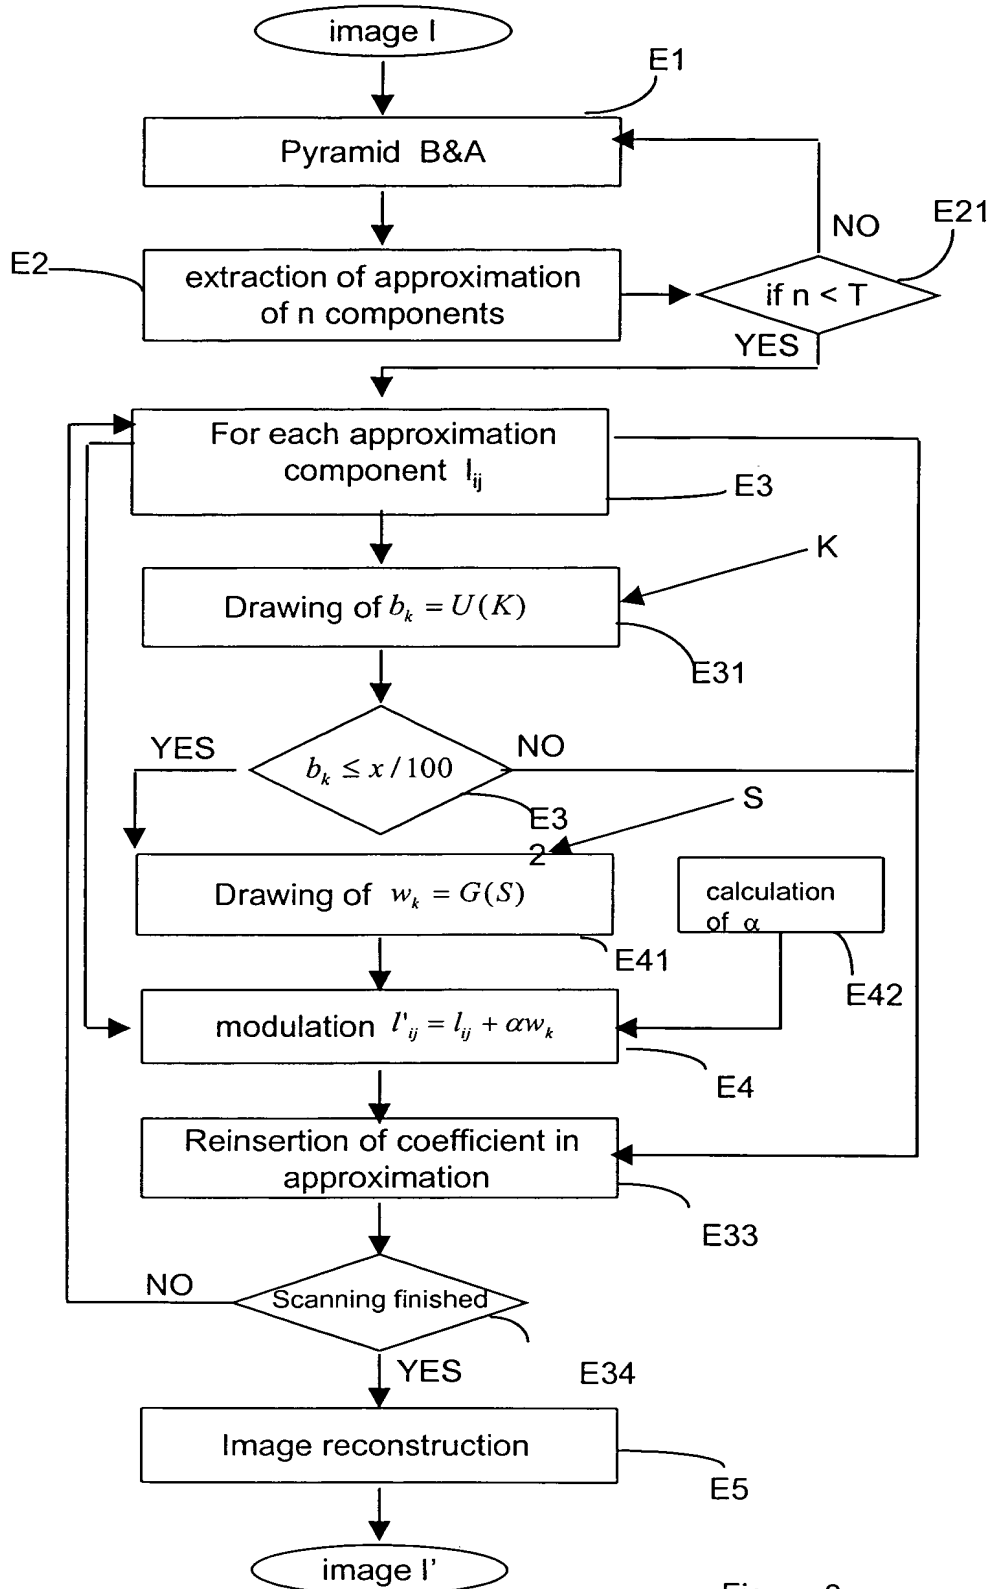 image I
E1
Pyramid B&A
NO
E21
E2
extraction of approximation
of n components
if n < T
YES
For each approximation
component l_ij
E3
K
Drawing of b_k = U(K)
E31
YES
NO
b_k ≤ x / 100
S
E3
2
Drawing of w_k = G(S)
calculation
of α
E41
E42
modulation l'_ij = l_ij + αw_k
E4
Reinsertion of coefficient in
approximation
E33
NO
Scanning finished
YES
E34
Image reconstruction
E5
image I'